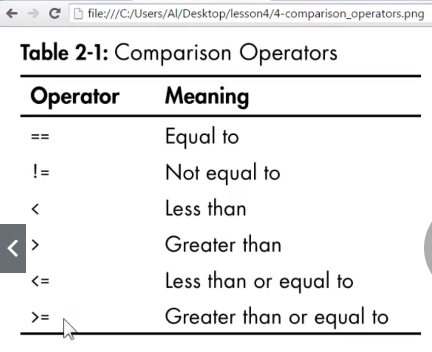 file:///C:/Users/Al/Desktop/lesson4/4-comparison_operators.png
Table 2-1: Comparison Operators
Operator Meaning
== Equal to
!= Not equal to
< Less than
> Greater than
<= Less than or equal to
>= Greater than or equal to